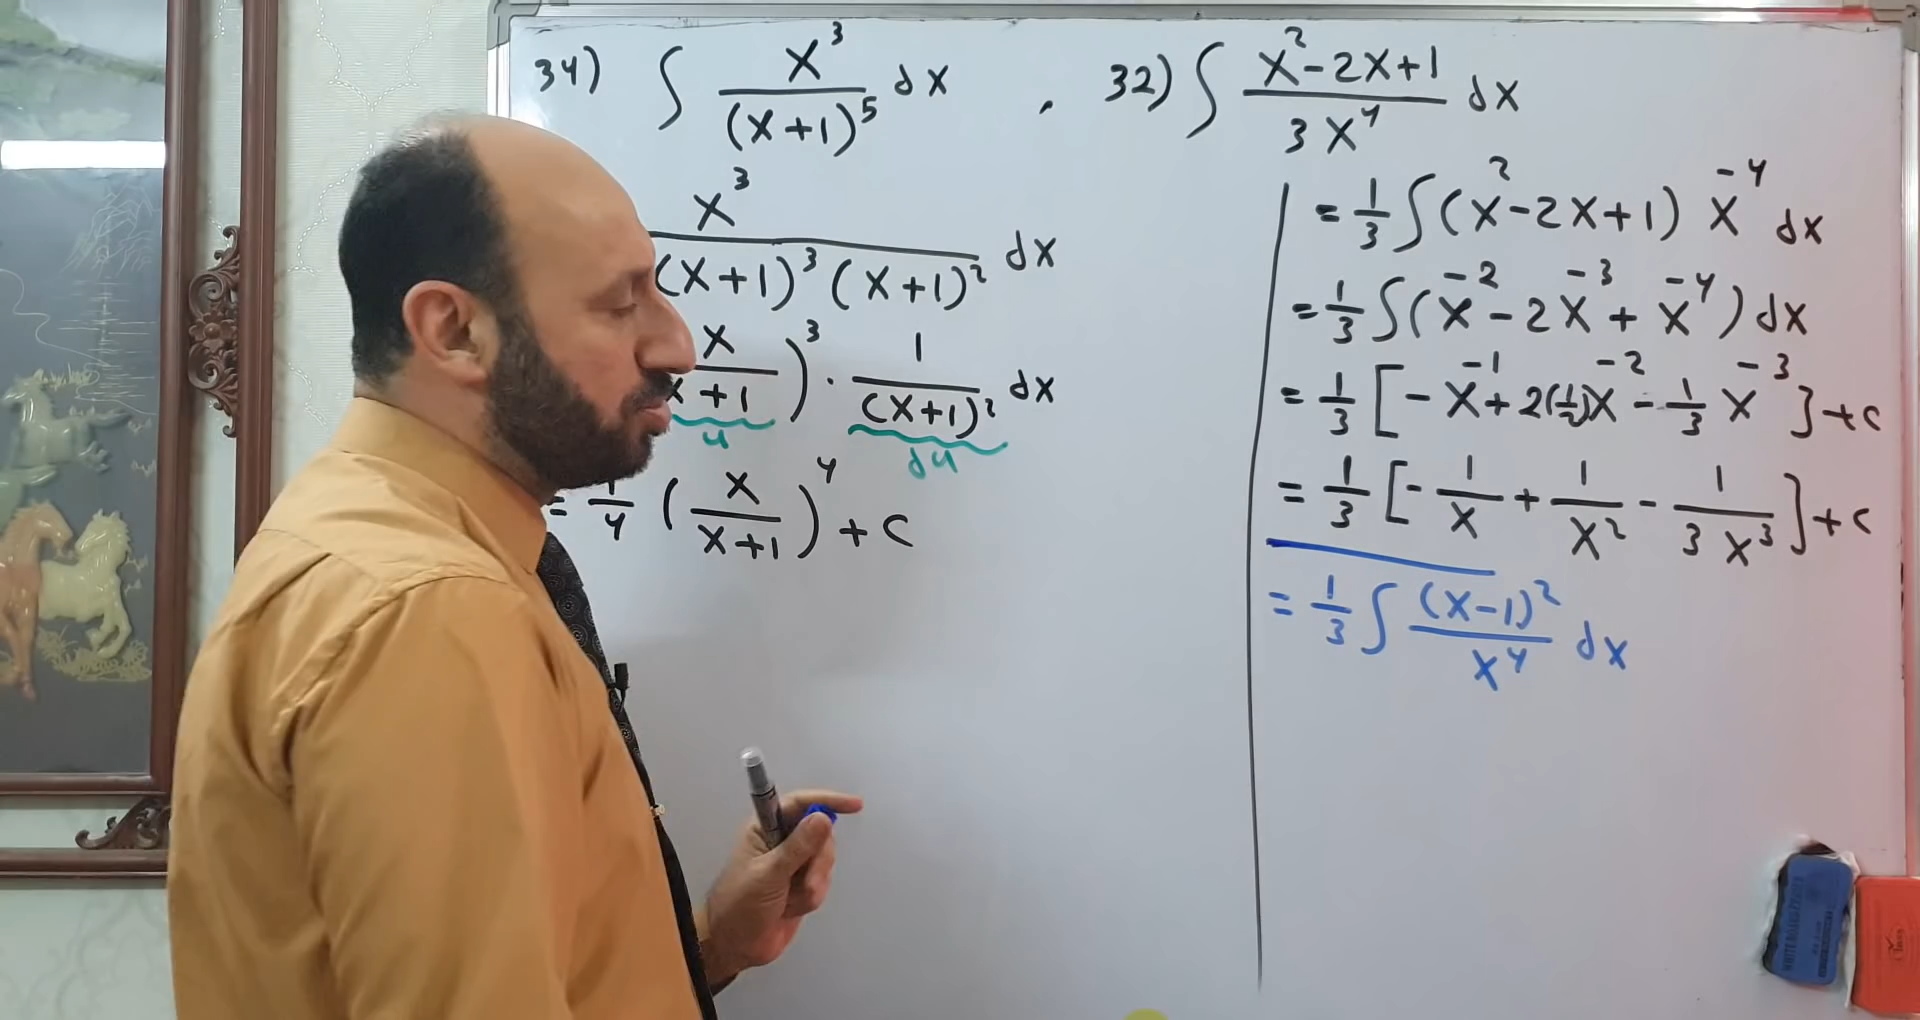 34) ∫ x³/(x+1)⁵ dx , 32) ∫ x²-2x+1/3x⁴ dx
x³/(x+1)³(x+1)² dx
x/x+1)³ · 1/(x+1)² dx
u du
= 1/4 (x/x+1)⁴ + c
= 1/3 ∫(x²-2x+1) x⁻⁴ dx
= 1/3 ∫(x⁻² - 2x⁻³ + x⁻⁴) dx
= 1/3 [-x⁻¹ + 2(1/2)x⁻² - 1/3 x⁻³] + c
= 1/3 [-1/x + 1/x² - 1/3x³] + c
= 1/3 ∫ (x-1)²/x⁴ dx